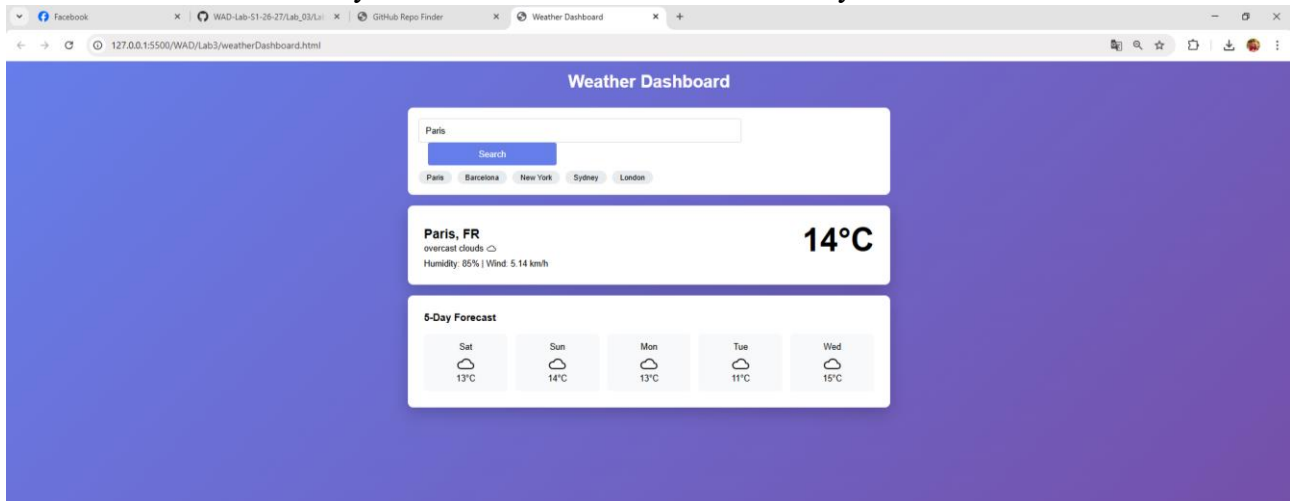 Facebook
WAD-Lab-S1-26-27/Lab_03/Lab
GitHub Repo Finder
Weather Dashboard
127.0.0.1:5500/WAD/Lab3/weatherDashboard.html
Weather Dashboard
Paris
Search
Paris Barcelona New York Sydney London
Paris, FR
14°C
overcast clouds
Humidity: 85% | Wind: 5.14 km/h
5-Day Forecast
Sat Sun Mon Tue Wed
13°C 14°C 13°C 11°C 15°C